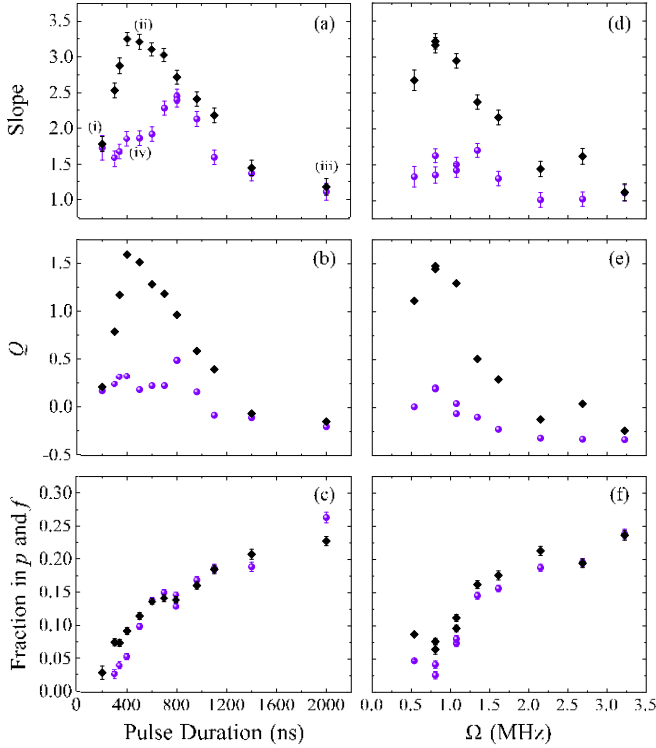 3.5
3.0
2.5
2.0
1.5
1.0
Slope
(a)
(i)
(ii)
(iii)
(iv)
(d)
1.5
1.0
0.5
0.0
-0.5
Q
(b)
(e)
0.30
0.25
0.20
0.15
0.10
0.05
0.00
Fraction in p and f
(c)
(f)
400 800 1200 1600 2000
0.5 1.0 1.5 2.0 2.5 3.0 3.5
Pulse Duration (ns)
Ω (MHz)